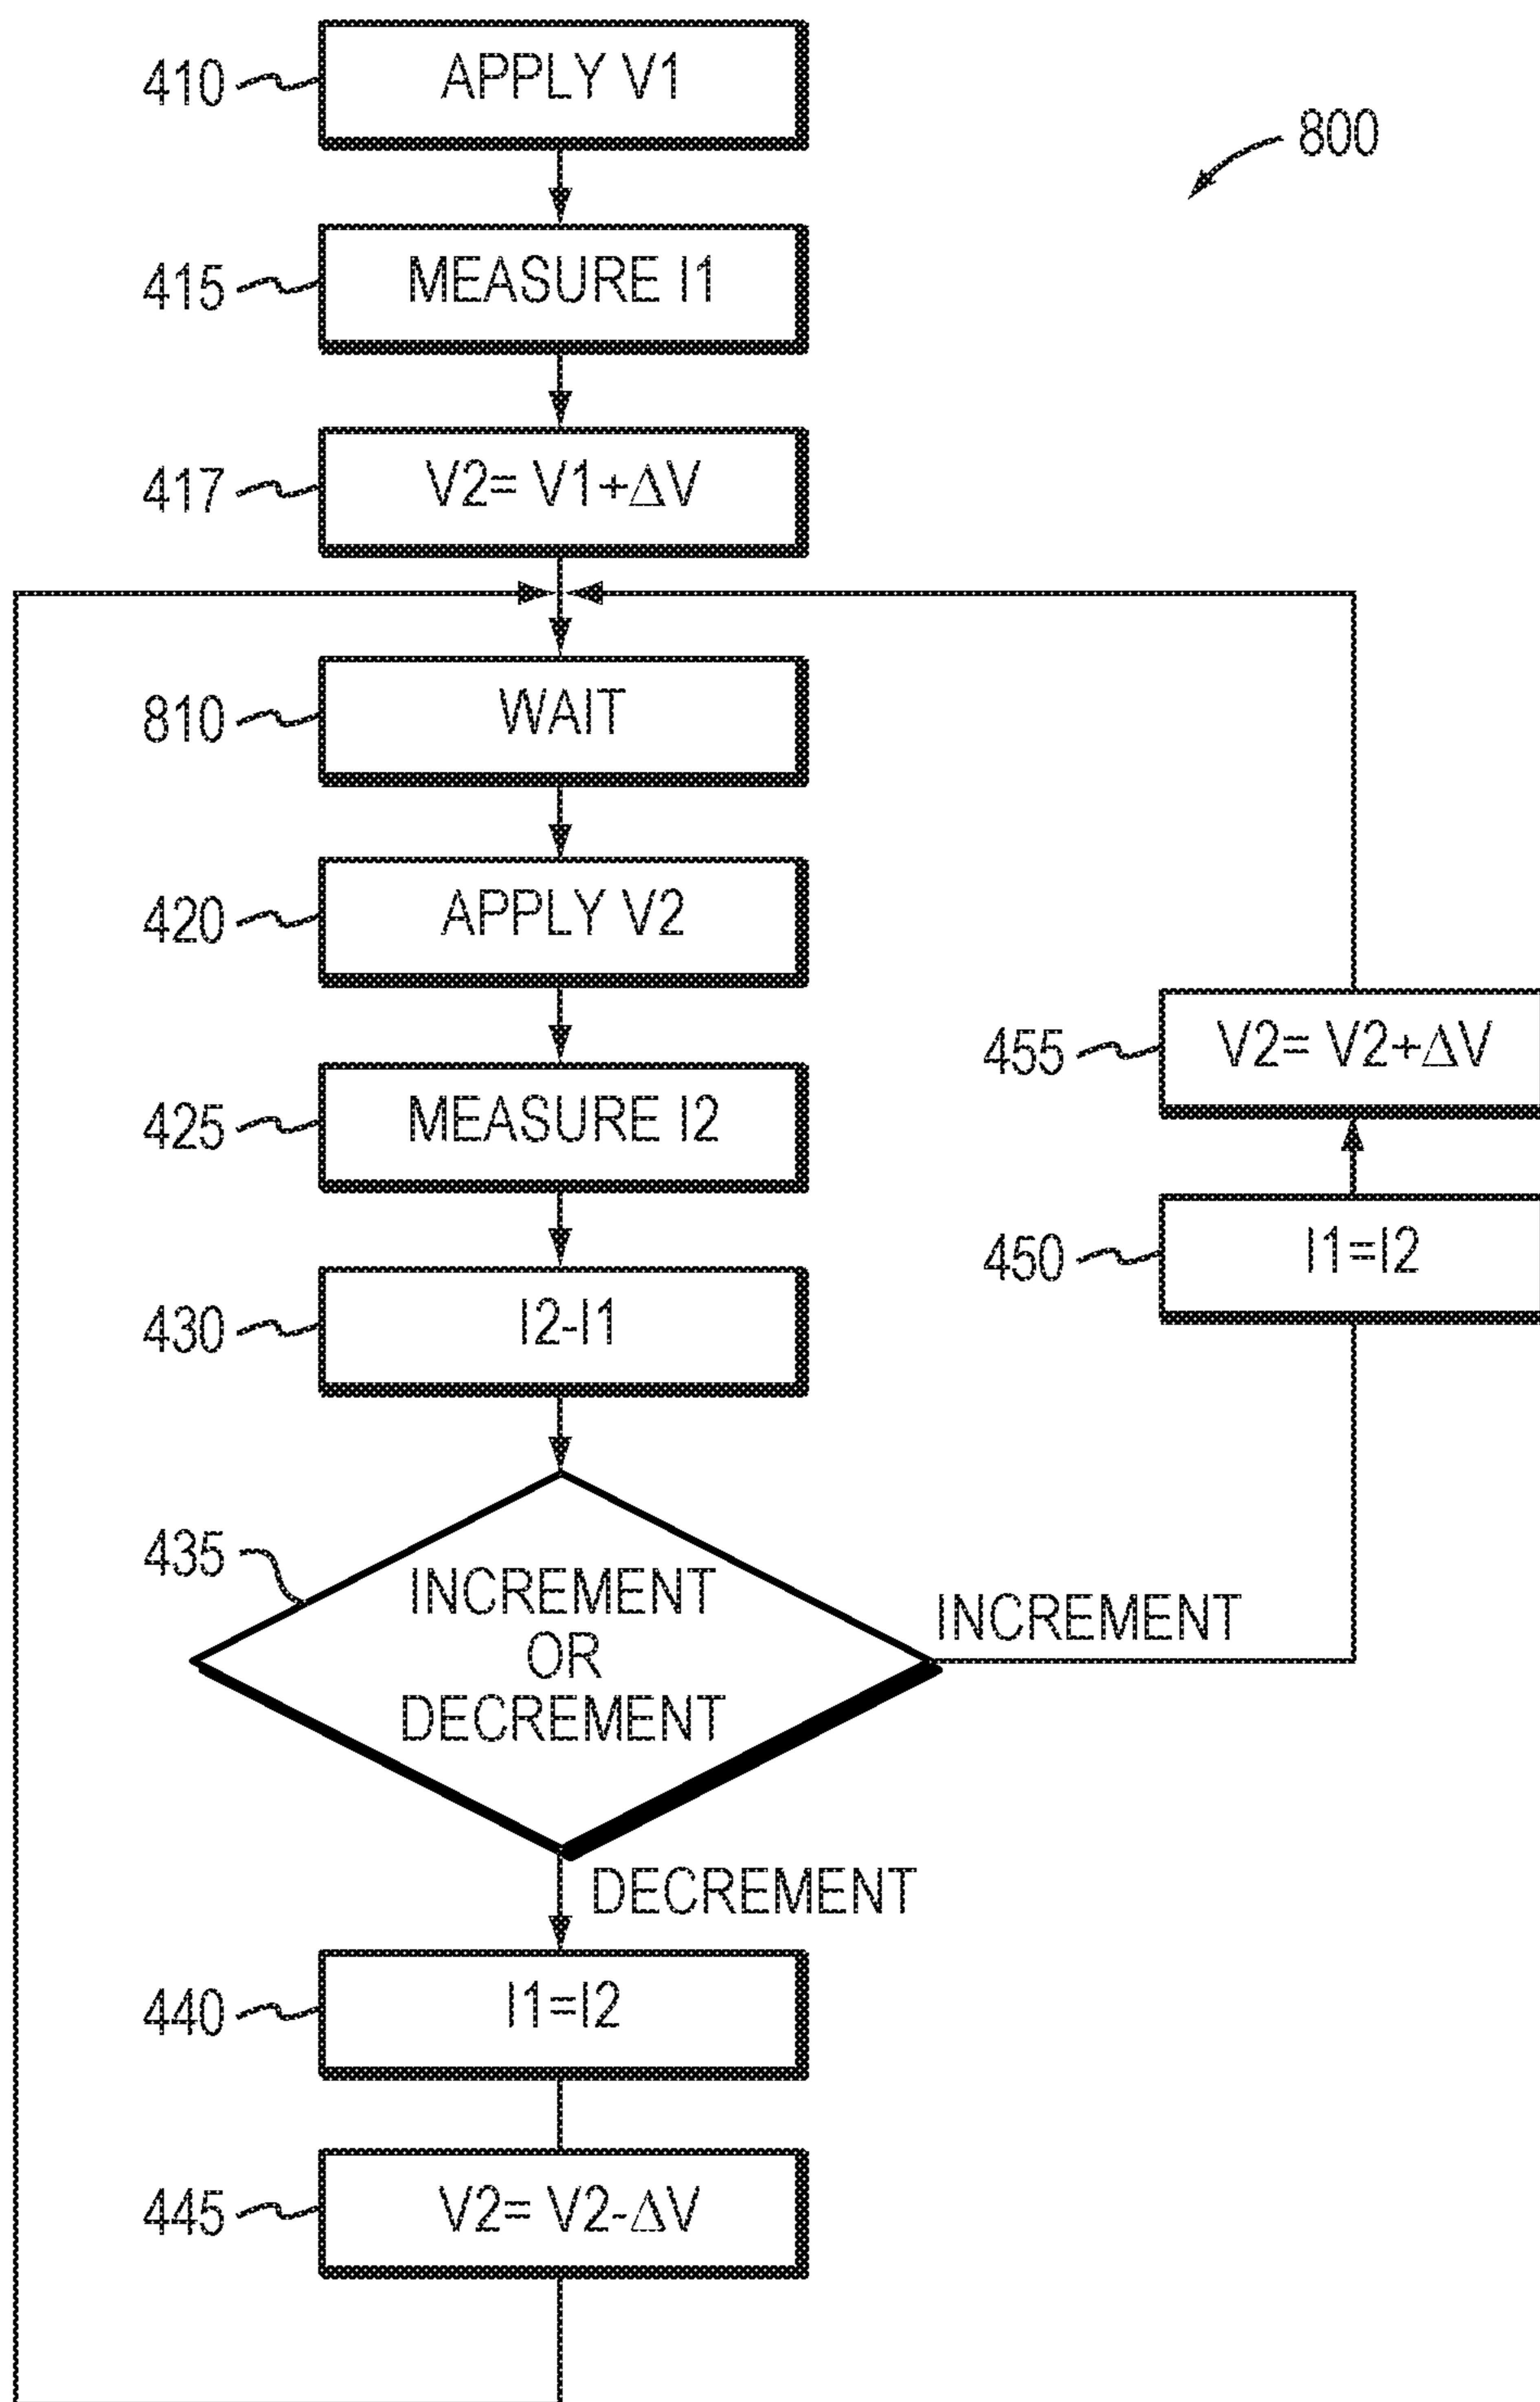 410 APPLY V1
800
415 MEASURE I1
417 V2= V1+ΔV
810 WAIT
420 APPLY V2
455 V2= V2+ΔV
425 MEASURE I2
450 I1=I2
430 I2-I1
435
INCREMENT
OR
DECREMENT
INCREMENT
DECREMENT
440 I1=I2
445 V2= V2-ΔV